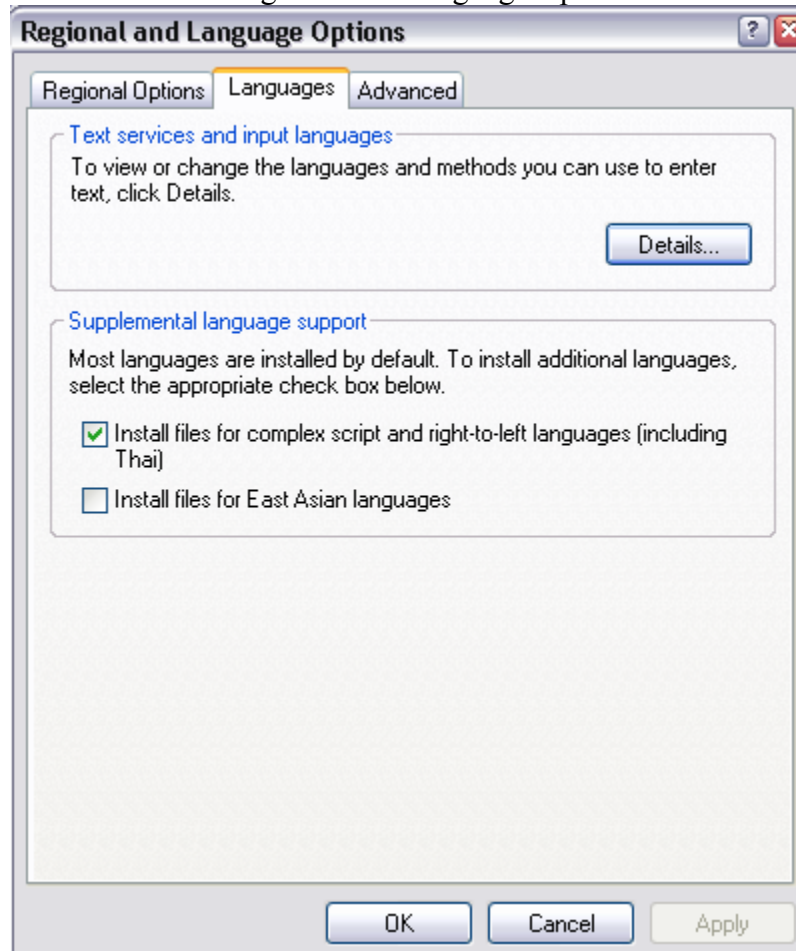 Regional and Language Options
Regional Options Languages Advanced
Text services and input languages
To view or change the languages and methods you can use to enter
text, click Details.
Details...
Supplemental language support
Most languages are installed by default. To install additional languages,
select the appropriate check box below.
Install files for complex script and right-to-left languages (including
Thai)
Install files for East Asian languages
OK Cancel Apply